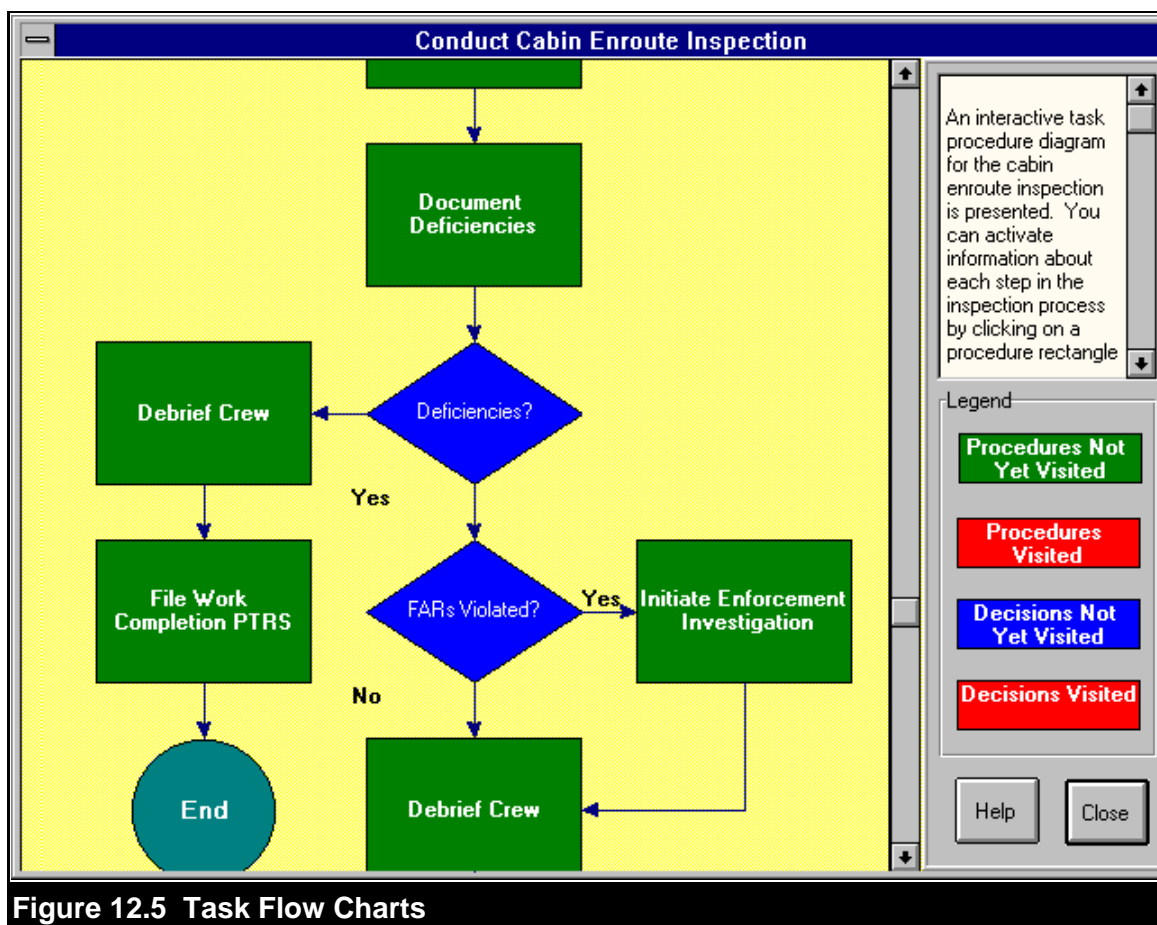 Conduct Cabin Enroute Inspection
Document
Deficiencies
Deficiencies?
Debrief Crew
Yes
File Work
Completion PTRS
FARs Violated?
Yes
Initiate Enforcement
Investigation
No
End
Debrief Crew
An interactive task
procedure diagram
for the cabin
enroute inspection
is presented. You
can activate
information about
each step in the
inspection process
by clicking on a
procedure rectangle
Legend
Procedures Not
Yet Visited
Procedures
Visited
Decisions Not
Yet Visited
Decisions Visited
Help
Close
Figure 12.5 Task Flow Charts